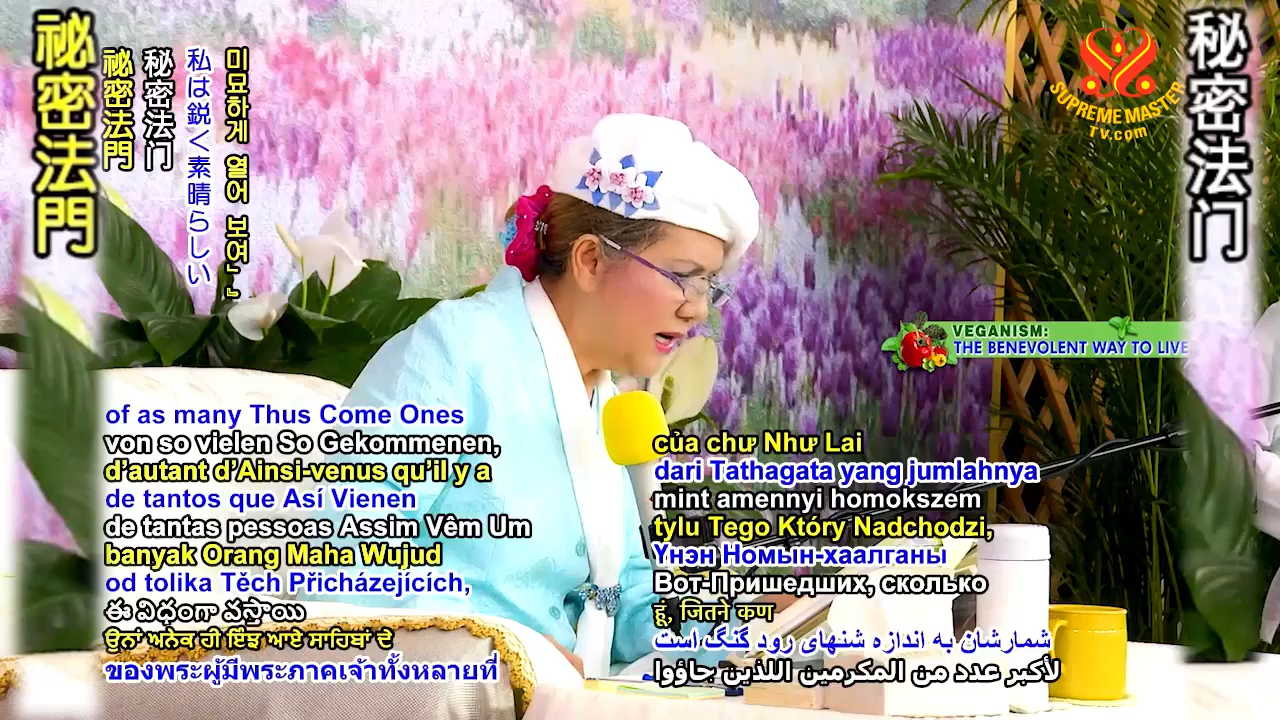 祕密法門
祕密法門
秘密法门
私は鋭く素晴らしい
미묘하게 열어 보여,』
SUPREME MASTER
TV.com
秘密法门
VEGANISM:
THE BENEVOLENT WAY TO LIVE
of as many Thus Come Ones
von so vielen So Gekommenen,
d’autant d’Ainsi-venus qu’il y a
de tantos que Así Vienen
de tantas pessoas Assim Vêm Um
banyak Orang Maha Wujud
od tolika Těch Přicházejících,
ఈ విధంగా వస్తాయి
ਉਨਾਂ ਅਨੇਕ ਹੀ ਇੰਝ ਆਏ ਸਾਹਿਬਾਂ ਦੇ
ของพระผู้มีพระภาคเจ้าทั้งหลายที่
của chư Như Lai
dari Tathagata yang jumlahnya
mint amennyi homokszem
tylu Tego Który Nadchodzi,
Үнэн Номын-хаалганы
Вот-Пришедших, сколько
हूं, जितने कण
شمارشان به اندازه شنهای رود گنگ است
لأكبر عدد من المكرمين اللذين جاؤوا